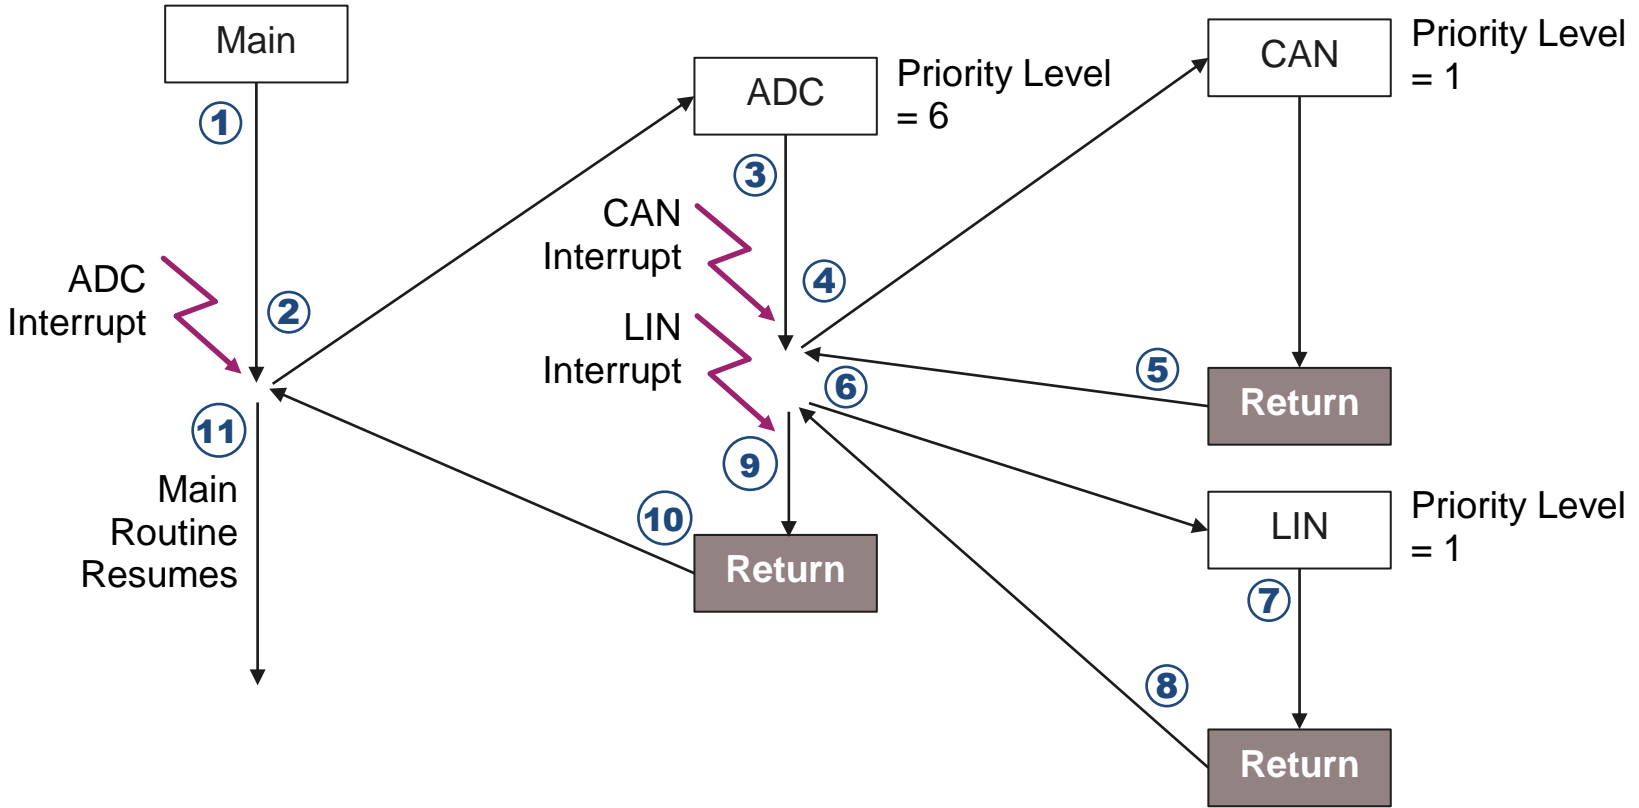 Main
1
ADC
Interrupt
2
11
Main
Routine
Resumes
ADC
Priority Level
= 6
3
CAN
Interrupt
4
LIN
Interrupt
6
9
10
Return
CAN
Priority Level
= 1
5
Return
LIN
Priority Level
= 1
7
8
Return